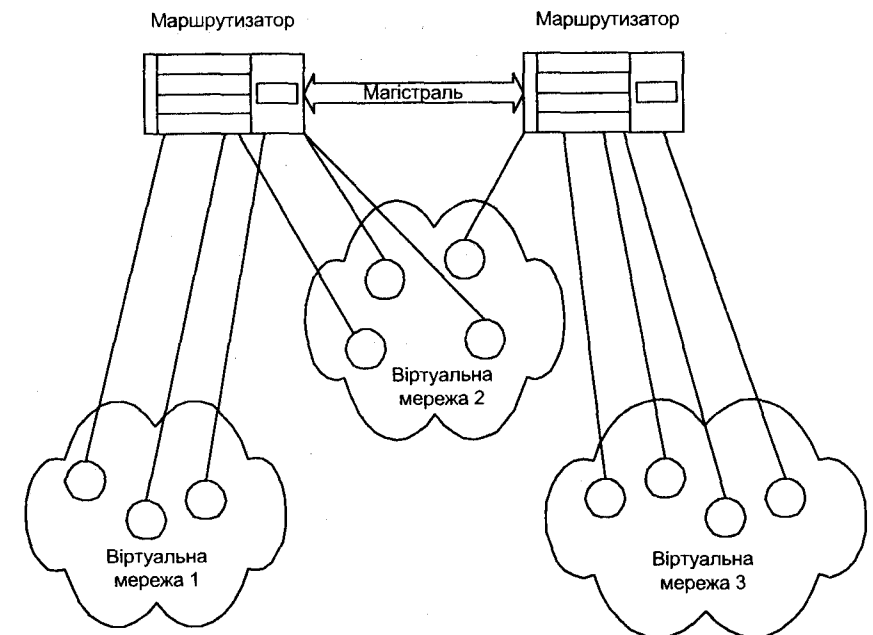 Маршрутизатор
Маршрутизатор
Магістраль
Віртуальна
мережа 2
Віртуальна
мережа 1
Віртуальна
мережа 3